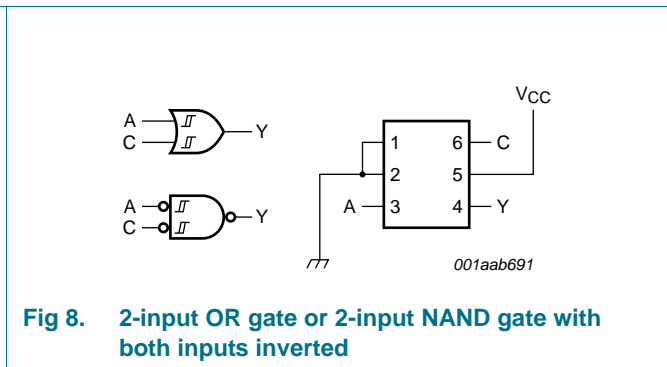 A
C
Y
A
C
Y
VCC
1
2
A 3
6 C
5
4 Y
001aab691
Fig 8. 2-input OR gate or 2-input NAND gate with
both inputs inverted